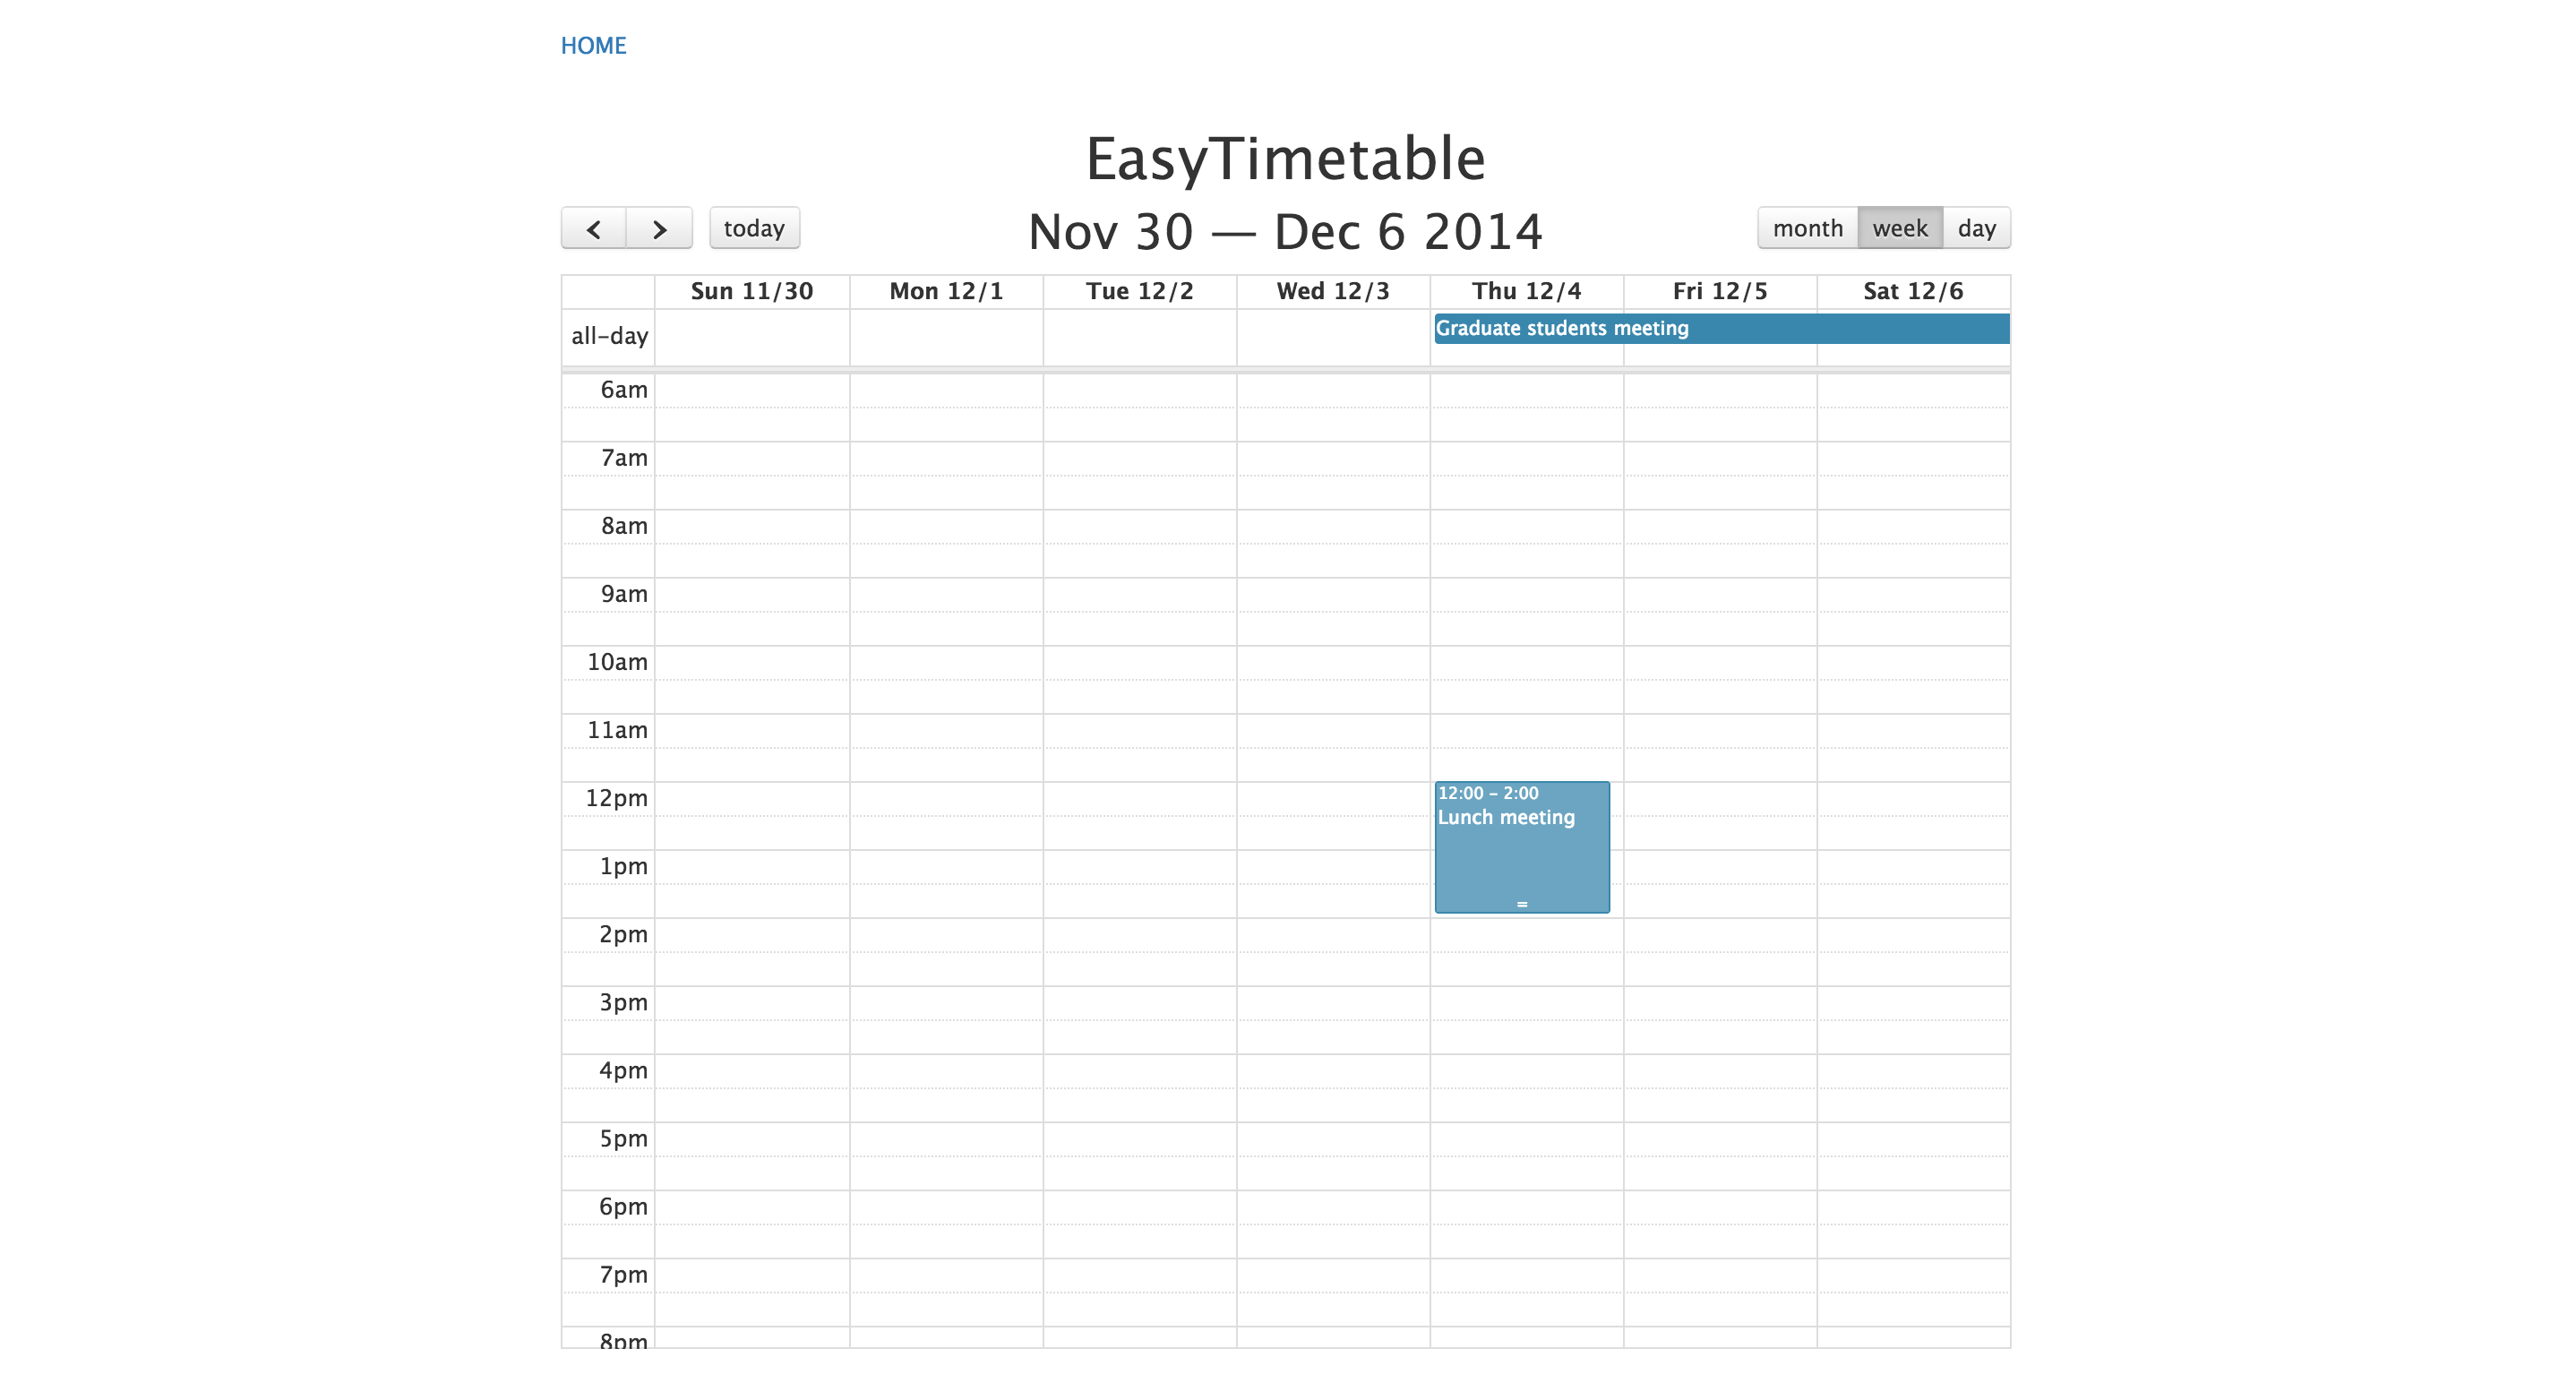 HOME
EasyTimetable
today
Nov 30 — Dec 6 2014
month week day
Sun 11/30 Mon 12/1 Tue 12/2 Wed 12/3 Thu 12/4 Fri 12/5 Sat 12/6
all-day Graduate students meeting
6am
7am
8am
9am
10am
11am
12pm
12:00 – 2:00
Lunch meeting
1pm
2pm
3pm
4pm
5pm
6pm
7pm
8pm